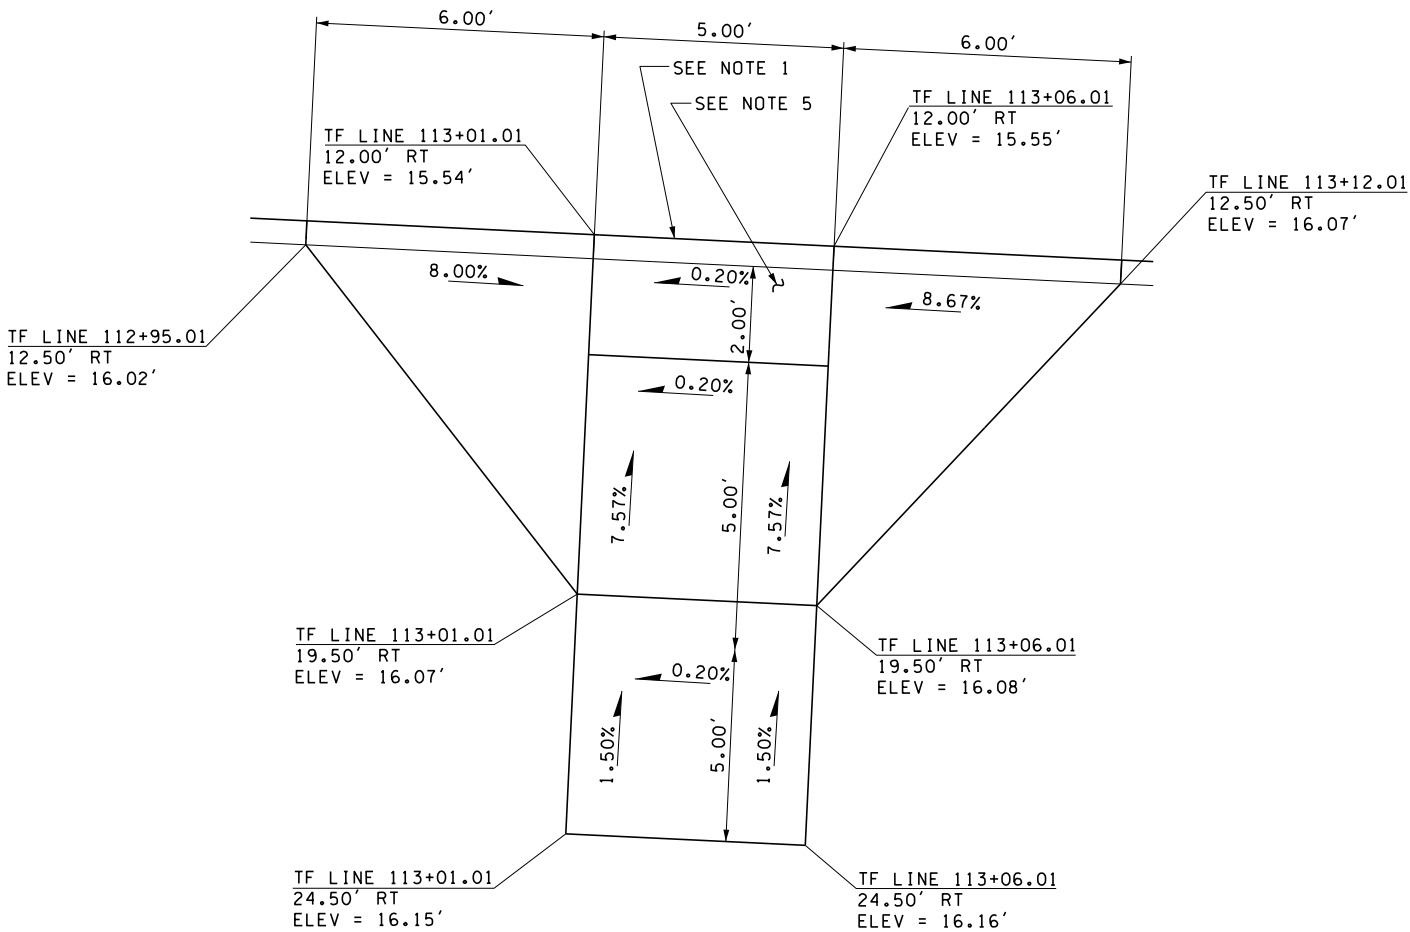 6.00′
5.00′
6.00′
SEE NOTE 1
SEE NOTE 5
TF LINE 113+06.01
12.00′ RT
ELEV = 15.55′
TF LINE 113+01.01
12.00′ RT
ELEV = 15.54′
TF LINE 113+12.01
12.50′ RT
ELEV = 16.07′
8.00%
0.20%
8.67%
2.00′
TF LINE 112+95.01
12.50′ RT
ELEV = 16.02′
0.20%
7.57%
5.00′
7.57%
TF LINE 113+01.01
19.50′ RT
ELEV = 16.07′
TF LINE 113+06.01
19.50′ RT
ELEV = 16.08′
0.20%
1.50%
5.00′
1.50%
TF LINE 113+01.01
24.50′ RT
ELEV = 16.15′
TF LINE 113+06.01
24.50′ RT
ELEV = 16.16′